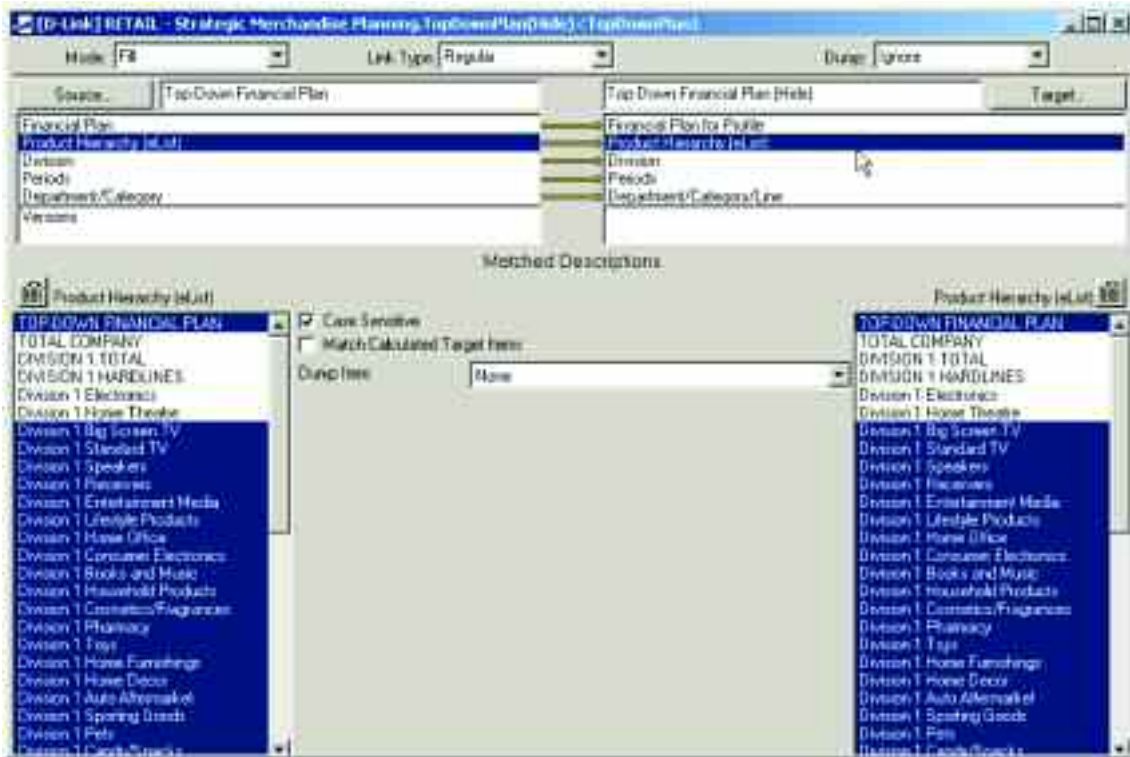 [D-Link] RETAIL - Strategic Merchandise Planning.TopDownPlan(Hide)<TopDownPlan>
Mode Fill Link Type Regular Dump Ignore
Source... Top Down Financial Plan Top Down Financial Plan (Hide) Target...
Financial Plan Financial Plan for Profile
Product Hierarchy (eList) Product Hierarchy (eList)
Division Division
Periods Periods
Department/Category Department/Category/Line
Versions
Matched Descriptions
Product Hierarchy (eList) Product Hierarchy (eList)
Case Sensitive
Match Calculated Target Items
Dump Item None
TOP DOWN FINANCIAL PLAN
TOTAL COMPANY
DIVISION 1 TOTAL
DIVISION 1 HARDLINES
Division 1 Electronics
Division 1 Home Theatre
Division 1 Big Screen TV
Division 1 Standard TV
Division 1 Speakers
Division 1 Receivers
Division 1 Entertainment Media
Division 1 Lifestyle Products
Division 1 Home Office
Division 1 Consumer Electronics
Division 1 Books and Music
Division 1 Household Products
Division 1 Cosmetics/Fragrances
Division 1 Pharmacy
Division 1 Toys
Division 1 Home Furnishings
Division 1 Home Decor
Division 1 Auto Aftermarket
Division 1 Sporting Goods
Division 1 Pets
Division 1 Candy/Snacks
TOP DOWN FINANCIAL PLAN
TOTAL COMPANY
DIVISION 1 TOTAL
DIVISION 1 HARDLINES
Division 1 Electronics
Division 1 Home Theatre
Division 1 Big Screen TV
Division 1 Standard TV
Division 1 Speakers
Division 1 Receivers
Division 1 Entertainment Media
Division 1 Lifestyle Products
Division 1 Home Office
Division 1 Consumer Electronics
Division 1 Books and Music
Division 1 Household Products
Division 1 Cosmetics/Fragrances
Division 1 Pharmacy
Division 1 Toys
Division 1 Home Furnishings
Division 1 Home Decor
Division 1 Auto Aftermarket
Division 1 Sporting Goods
Division 1 Pets
Division 1 Candy/Snacks